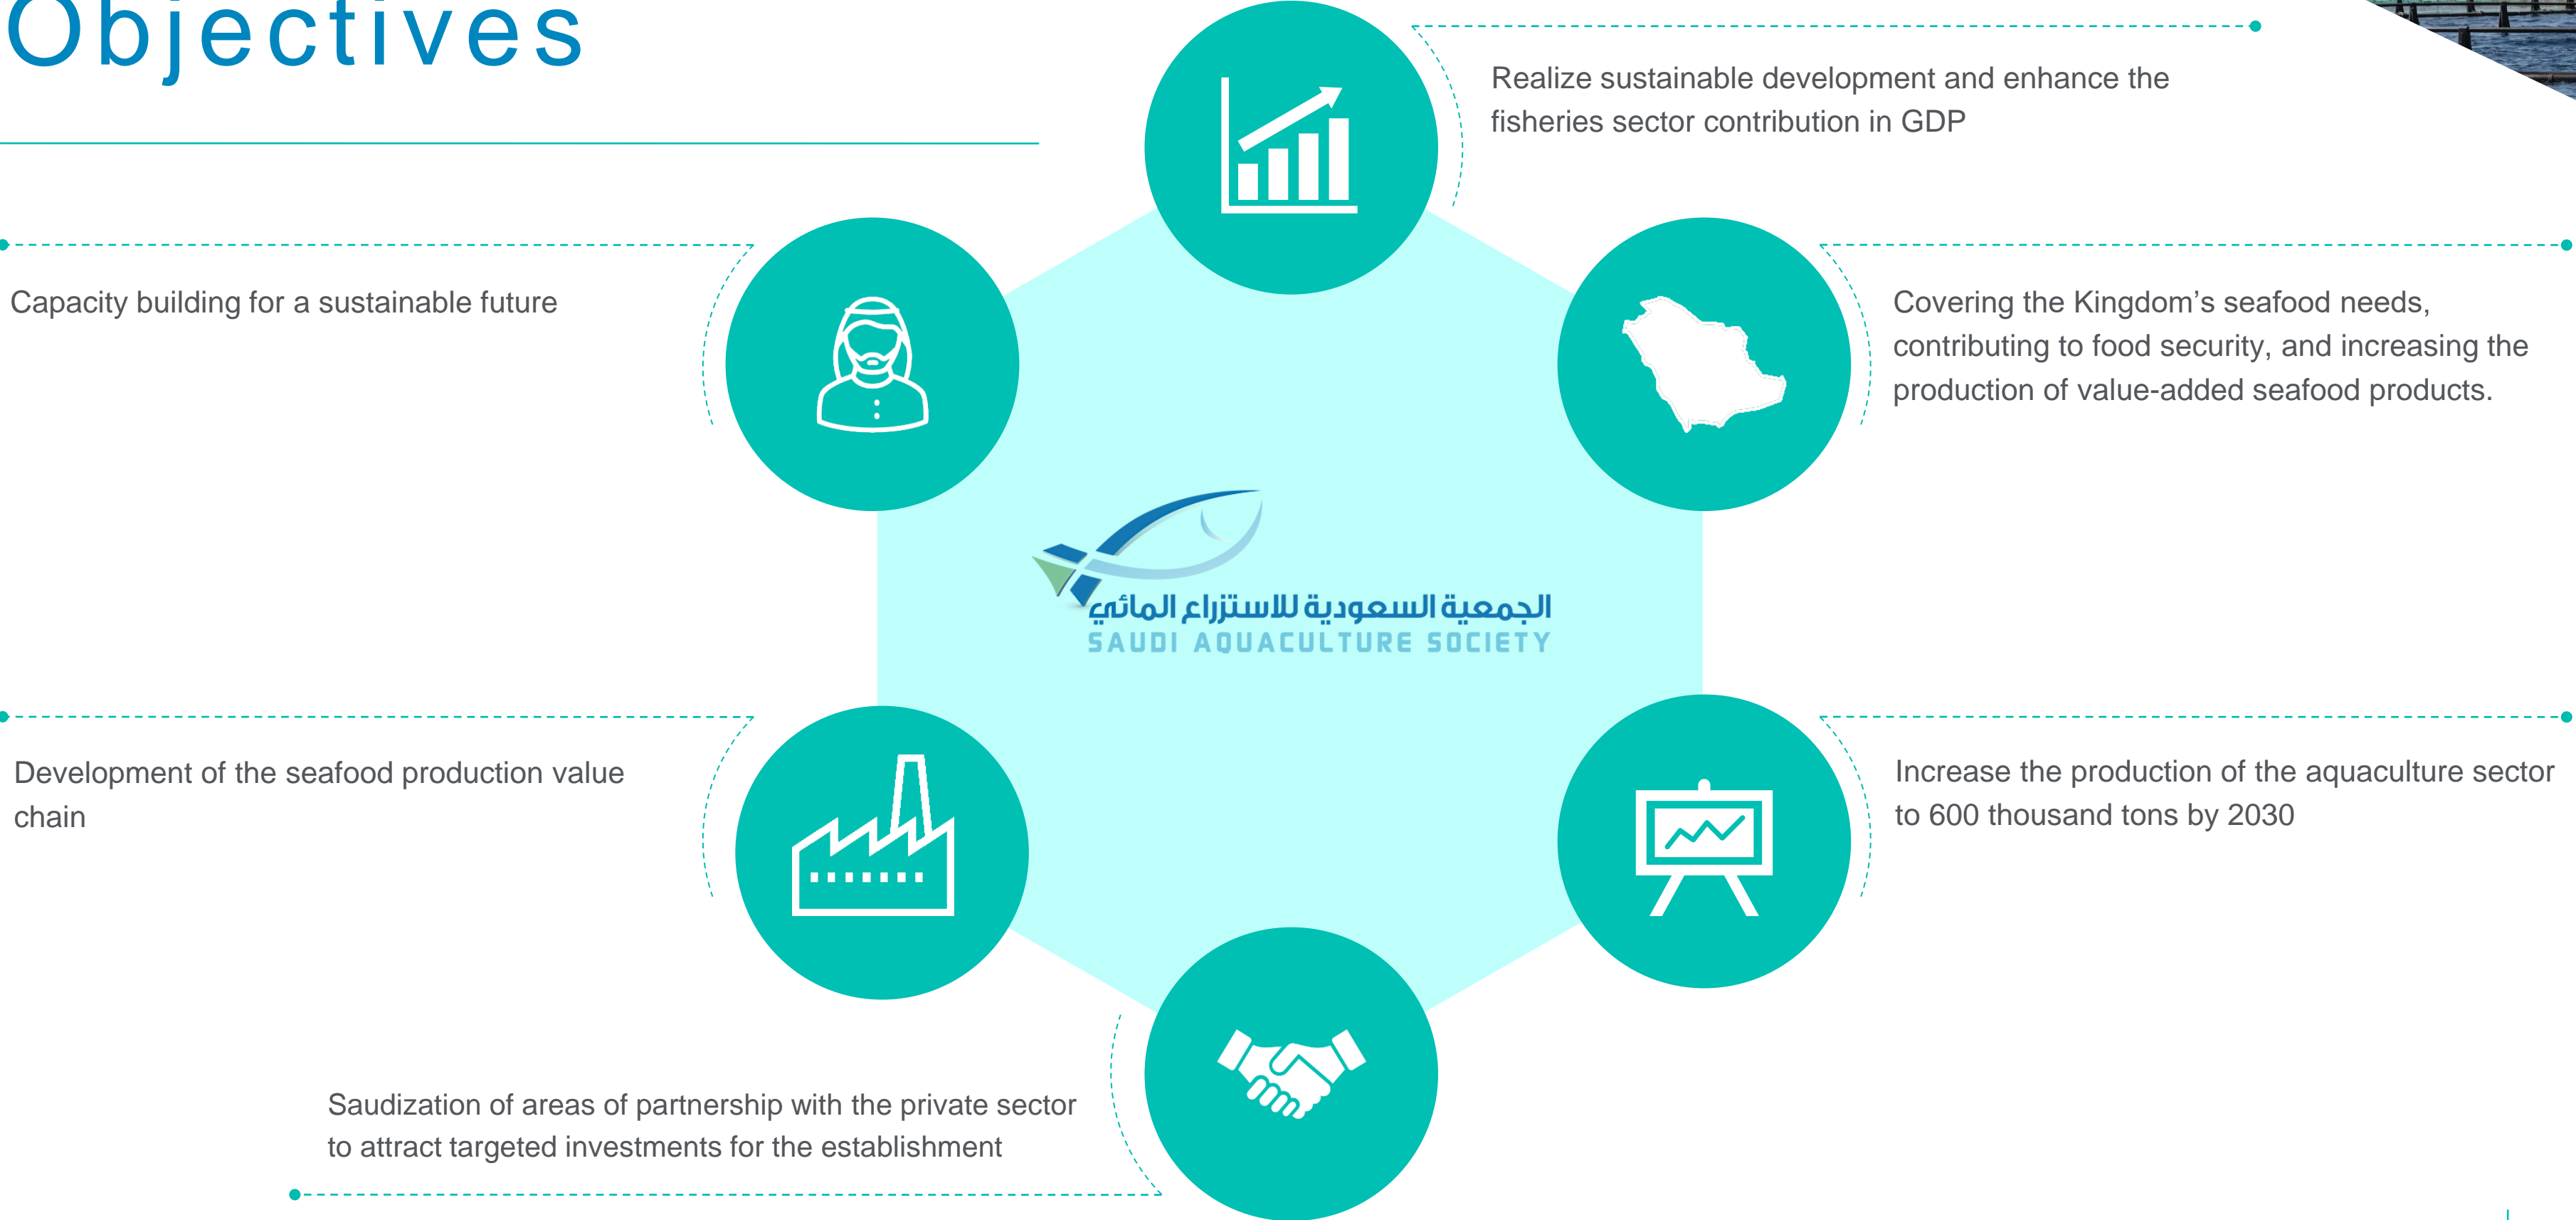 Objectives
Realize sustainable development and enhance the
fisheries sector contribution in GDP
Capacity building for a sustainable future
Covering the Kingdom’s seafood needs,
contributing to food security, and increasing the
production of value-added seafood products.
الجمعية السعودية للاستزراع المائي
SAUDI AQUACULTURE SOCIETY
Development of the seafood production value
chain
Increase the production of the aquaculture sector
to 600 thousand tons by 2030
Saudization of areas of partnership with the private sector
to attract targeted investments for the establishment